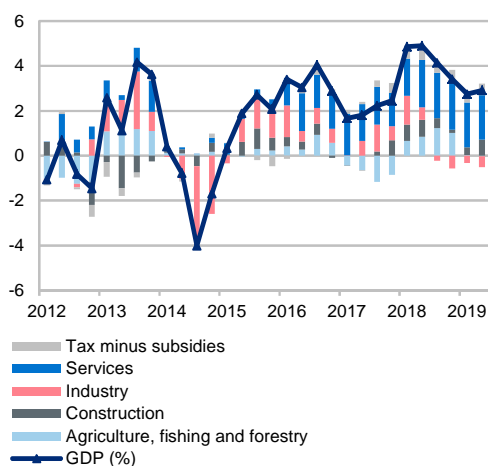 6
4
2
0
-2
-4
-6
2012 2013 2014 2015 2016 2017 2018 2019
Tax minus subsidies
Services
Industry
Construction
Agriculture, fishing and forestry
GDP (%)